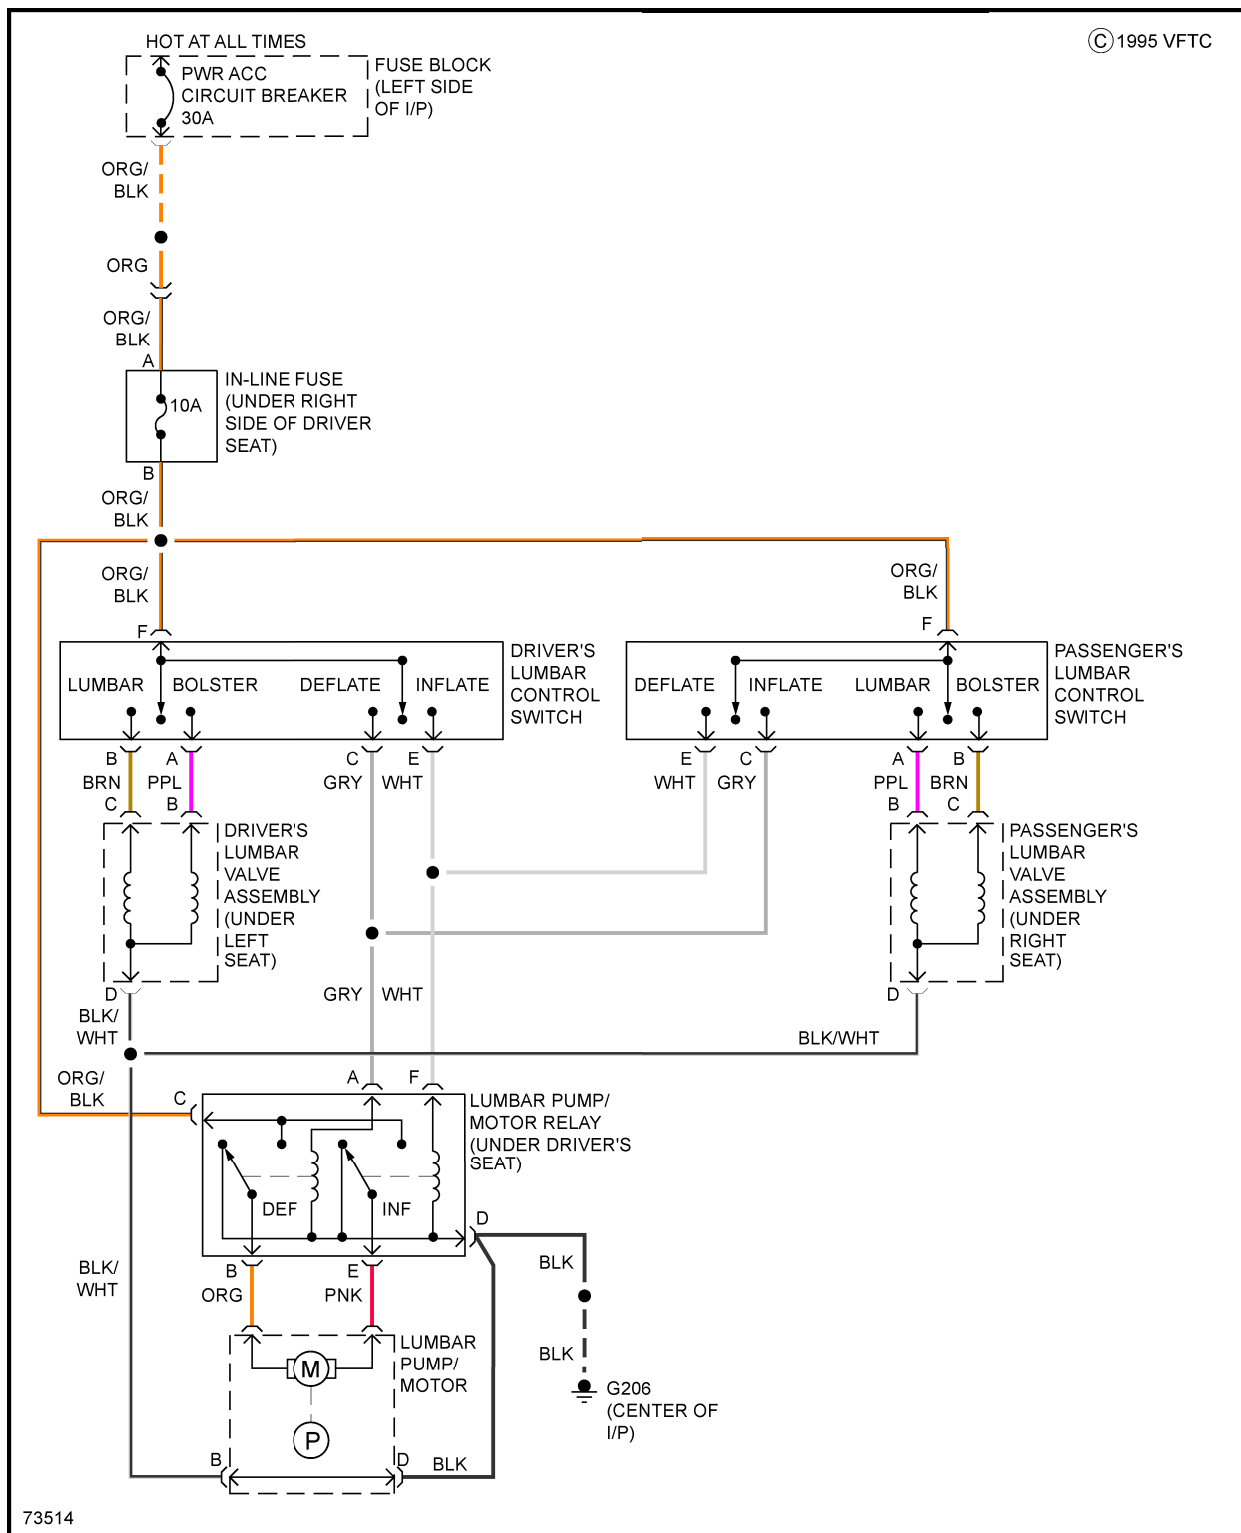 HOT AT ALL TIMES
© 1995 VFTC
PWR ACC
CIRCUIT BREAKER
30A
FUSE BLOCK
(LEFT SIDE
OF I/P)
ORG/
BLK
ORG
ORG/
BLK
A
10A
IN-LINE FUSE
(UNDER RIGHT
SIDE OF DRIVER
SEAT)
B
ORG/
BLK
ORG/
BLK
ORG/
BLK
F
F
LUMBAR
BOLSTER
DEFLATE
INFLATE
DRIVER'S
LUMBAR
CONTROL
SWITCH
DEFLATE
INFLATE
LUMBAR
BOLSTER
PASSENGER'S
LUMBAR
CONTROL
SWITCH
B
A
C
E
E
C
A
B
BRN
PPL
GRY
WHT
WHT
GRY
PPL
BRN
C
B
B
C
DRIVER'S
LUMBAR
VALVE
ASSEMBLY
(UNDER
LEFT
SEAT)
PASSENGER'S
LUMBAR
VALVE
ASSEMBLY
(UNDER
RIGHT
SEAT)
D
GRY
WHT
D
BLK/
WHT
BLK/WHT
ORG/
BLK
C
A
F
LUMBAR PUMP/
MOTOR RELAY
(UNDER DRIVER'S
SEAT)
DEF
INF
D
BLK/
WHT
B
E
ORG
PNK
BLK
BLK
LUMBAR
PUMP/
MOTOR
M
P
G206
(CENTER OF
I/P)
B
D
BLK
73514